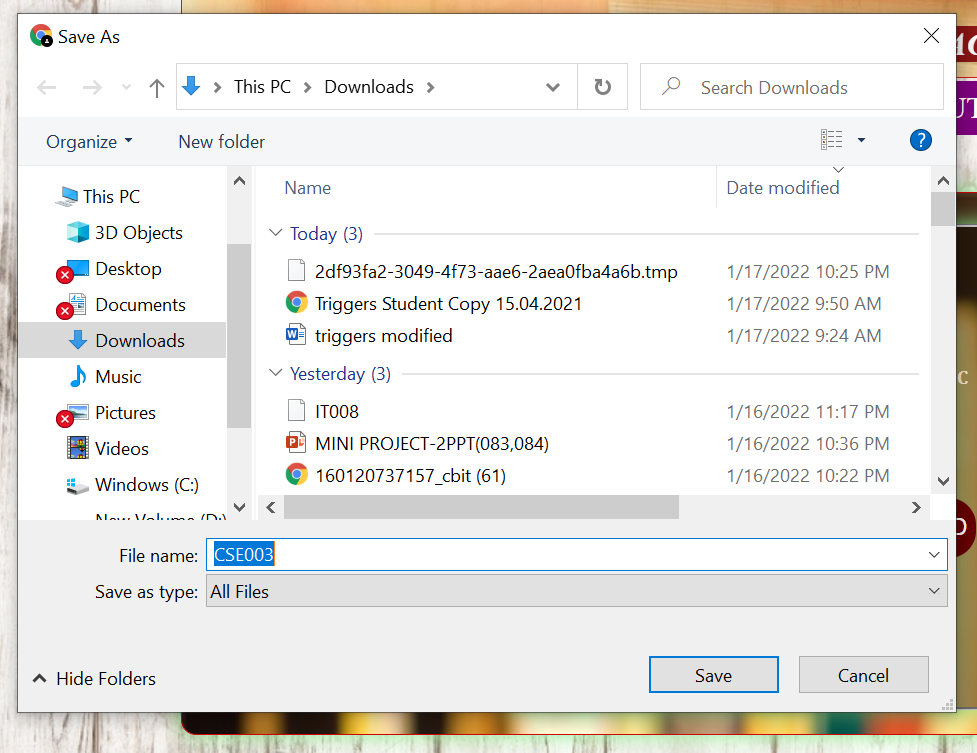 Save As
This PC > Downloads >
Search Downloads
Organize New folder ?
Name Date modified
This PC
3D Objects
Desktop
Documents
Downloads
Music
Pictures
Videos
Windows (C:)
New Volume (D:)
Today (3)
2df93fa2-3049-4f73-aae6-2aea0fba4a6b.tmp 1/17/2022 10:25 PM
Triggers Student Copy 15.04.2021 1/17/2022 9:50 AM
triggers modified 1/17/2022 9:24 AM
Yesterday (3)
IT008 1/16/2022 11:17 PM
MINI PROJECT-2PPT(083,084) 1/16/2022 10:36 PM
160120737157_cbit (61) 1/16/2022 10:22 PM
File name: CSE003
Save as type: All Files
Hide Folders
Save Cancel